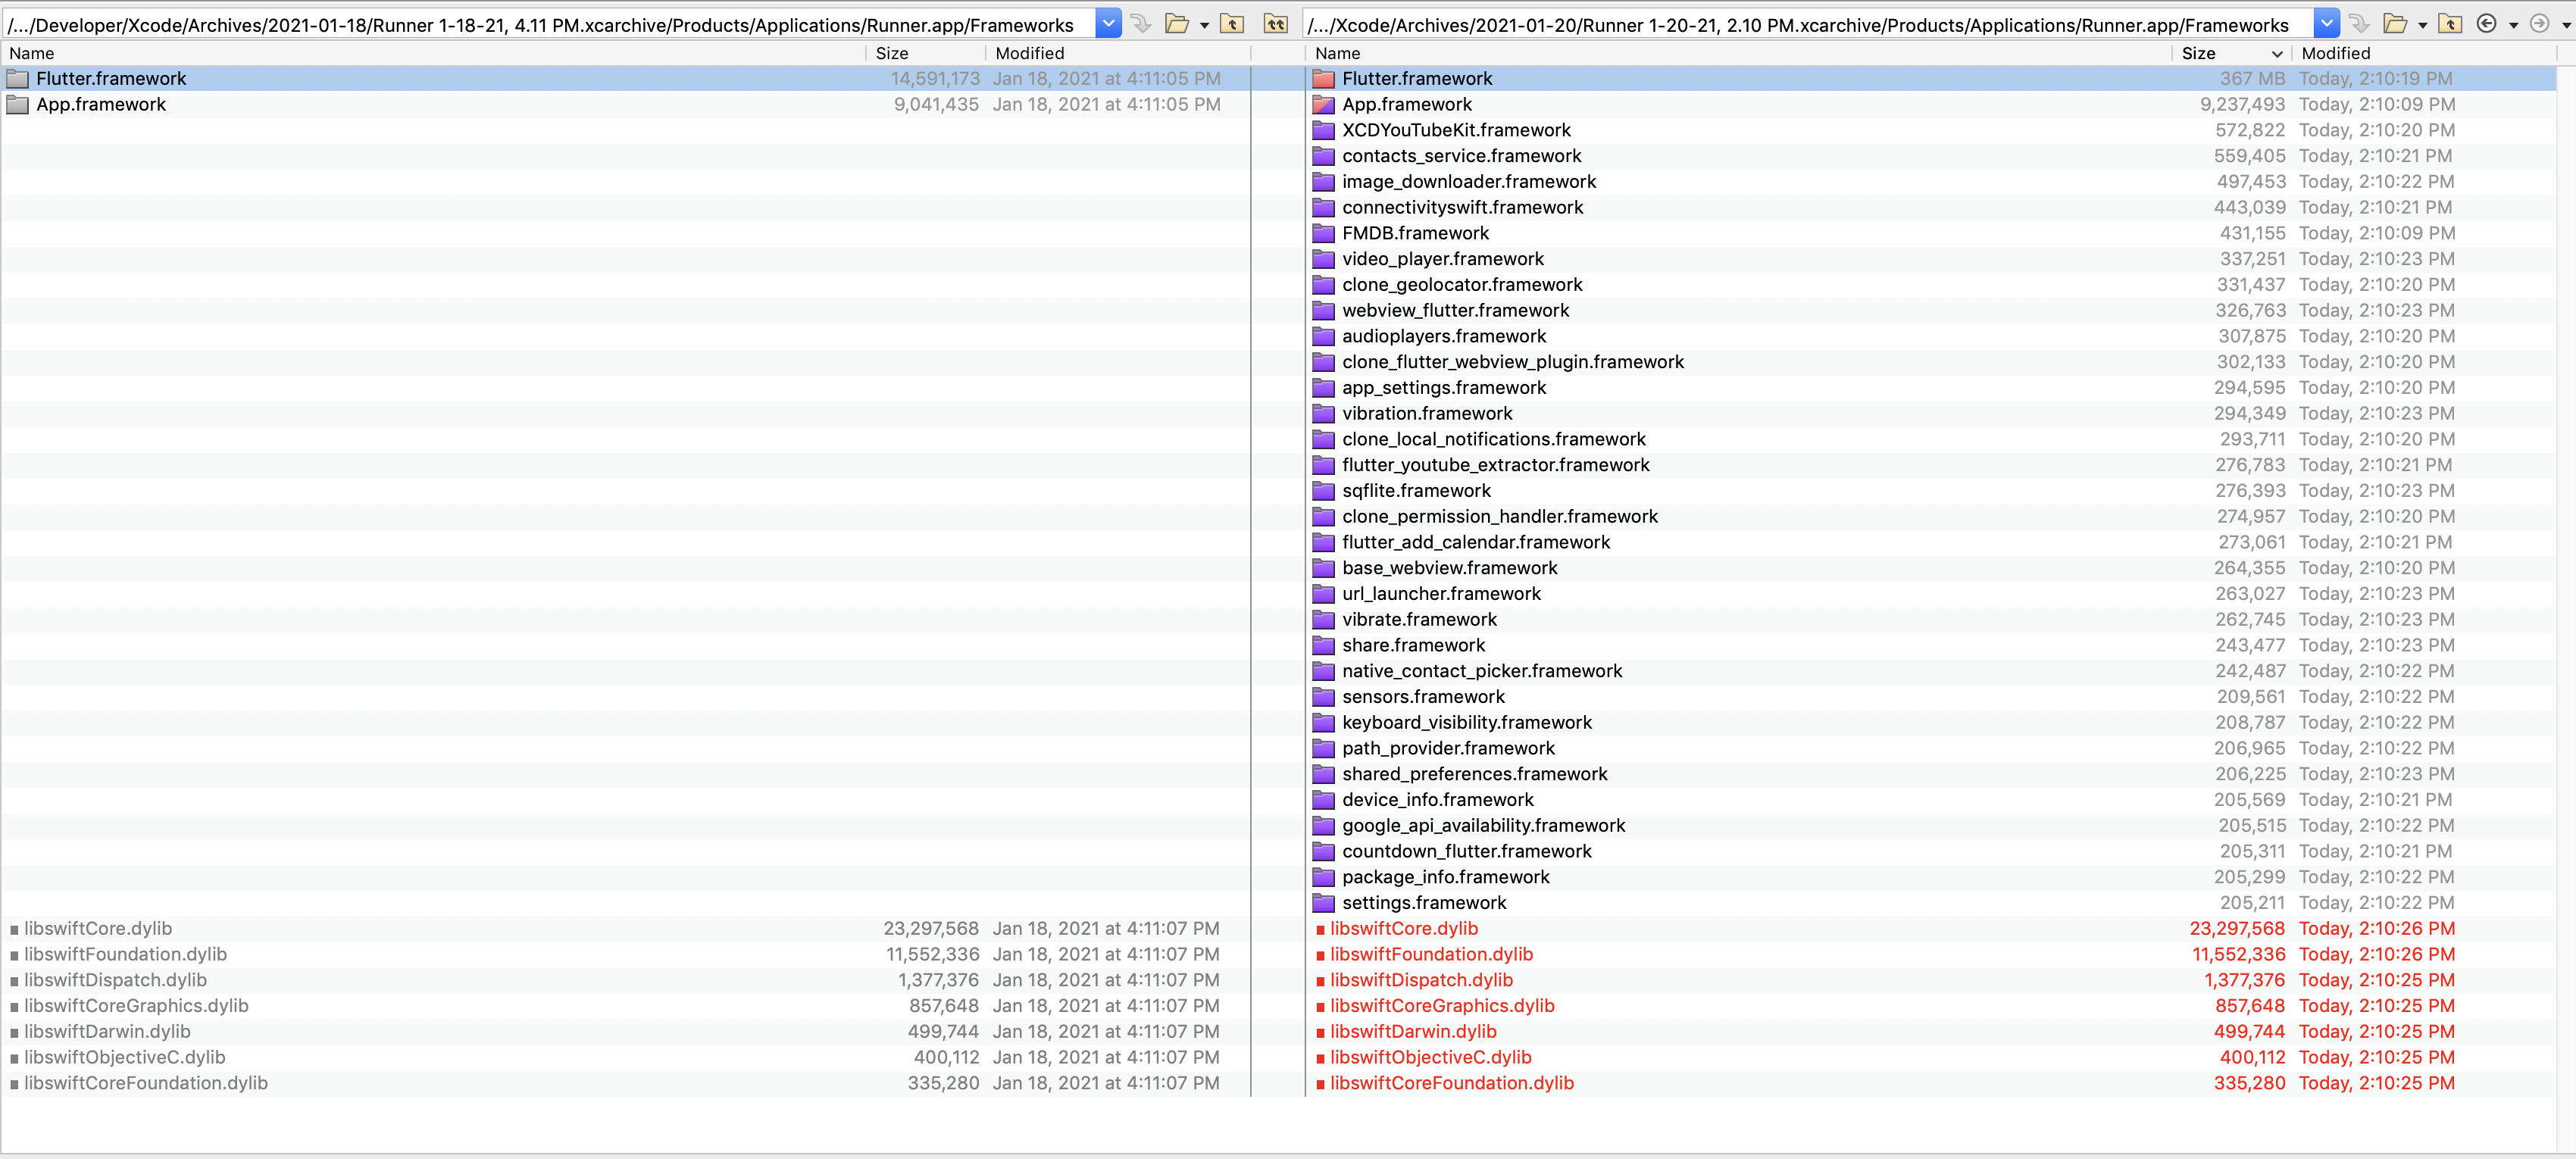 /.../Developer/Xcode/Archives/2021-01-18/Runner 1-18-21, 4.11 PM.xcarchive/Products/Applications/Runner.app/Frameworks /.../Xcode/Archives/2021-01-20/Runner 1-20-21, 2.10 PM.xcarchive/Products/Applications/Runner.app/Frameworks
Name Size Modified Name Size Modified
Flutter.framework 14,591,173 Jan 18, 2021 at 4:11:05 PM Flutter.framework 367 MB Today, 2:10:19 PM
App.framework 9,041,435 Jan 18, 2021 at 4:11:05 PM App.framework 9,237,493 Today, 2:10:09 PM
XCDYouTubeKit.framework 572,822 Today, 2:10:20 PM
contacts_service.framework 559,405 Today, 2:10:21 PM
image_downloader.framework 497,453 Today, 2:10:22 PM
connectivityswift.framework 443,039 Today, 2:10:21 PM
FMDB.framework 431,155 Today, 2:10:09 PM
video_player.framework 337,251 Today, 2:10:23 PM
clone_geolocator.framework 331,437 Today, 2:10:20 PM
webview_flutter.framework 326,763 Today, 2:10:23 PM
audioplayers.framework 307,875 Today, 2:10:20 PM
clone_flutter_webview_plugin.framework 302,133 Today, 2:10:20 PM
app_settings.framework 294,595 Today, 2:10:20 PM
vibration.framework 294,349 Today, 2:10:23 PM
clone_local_notifications.framework 293,711 Today, 2:10:20 PM
flutter_youtube_extractor.framework 276,783 Today, 2:10:21 PM
sqflite.framework 276,393 Today, 2:10:23 PM
clone_permission_handler.framework 274,957 Today, 2:10:20 PM
flutter_add_calendar.framework 273,061 Today, 2:10:21 PM
base_webview.framework 264,355 Today, 2:10:20 PM
url_launcher.framework 263,027 Today, 2:10:23 PM
vibrate.framework 262,745 Today, 2:10:23 PM
share.framework 243,477 Today, 2:10:23 PM
native_contact_picker.framework 242,487 Today, 2:10:22 PM
sensors.framework 209,561 Today, 2:10:22 PM
keyboard_visibility.framework 208,787 Today, 2:10:22 PM
path_provider.framework 206,965 Today, 2:10:22 PM
shared_preferences.framework 206,225 Today, 2:10:23 PM
device_info.framework 205,569 Today, 2:10:21 PM
google_api_availability.framework 205,515 Today, 2:10:22 PM
countdown_flutter.framework 205,311 Today, 2:10:21 PM
package_info.framework 205,299 Today, 2:10:22 PM
settings.framework 205,211 Today, 2:10:22 PM
libswiftCore.dylib 23,297,568 Jan 18, 2021 at 4:11:07 PM libswiftCore.dylib 23,297,568 Today, 2:10:26 PM
libswiftFoundation.dylib 11,552,336 Jan 18, 2021 at 4:11:07 PM libswiftFoundation.dylib 11,552,336 Today, 2:10:26 PM
libswiftDispatch.dylib 1,377,376 Jan 18, 2021 at 4:11:07 PM libswiftDispatch.dylib 1,377,376 Today, 2:10:25 PM
libswiftCoreGraphics.dylib 857,648 Jan 18, 2021 at 4:11:07 PM libswiftCoreGraphics.dylib 857,648 Today, 2:10:25 PM
libswiftDarwin.dylib 499,744 Jan 18, 2021 at 4:11:07 PM libswiftDarwin.dylib 499,744 Today, 2:10:25 PM
libswiftObjectiveC.dylib 400,112 Jan 18, 2021 at 4:11:07 PM libswiftObjectiveC.dylib 400,112 Today, 2:10:25 PM
libswiftCoreFoundation.dylib 335,280 Jan 18, 2021 at 4:11:07 PM libswiftCoreFoundation.dylib 335,280 Today, 2:10:25 PM